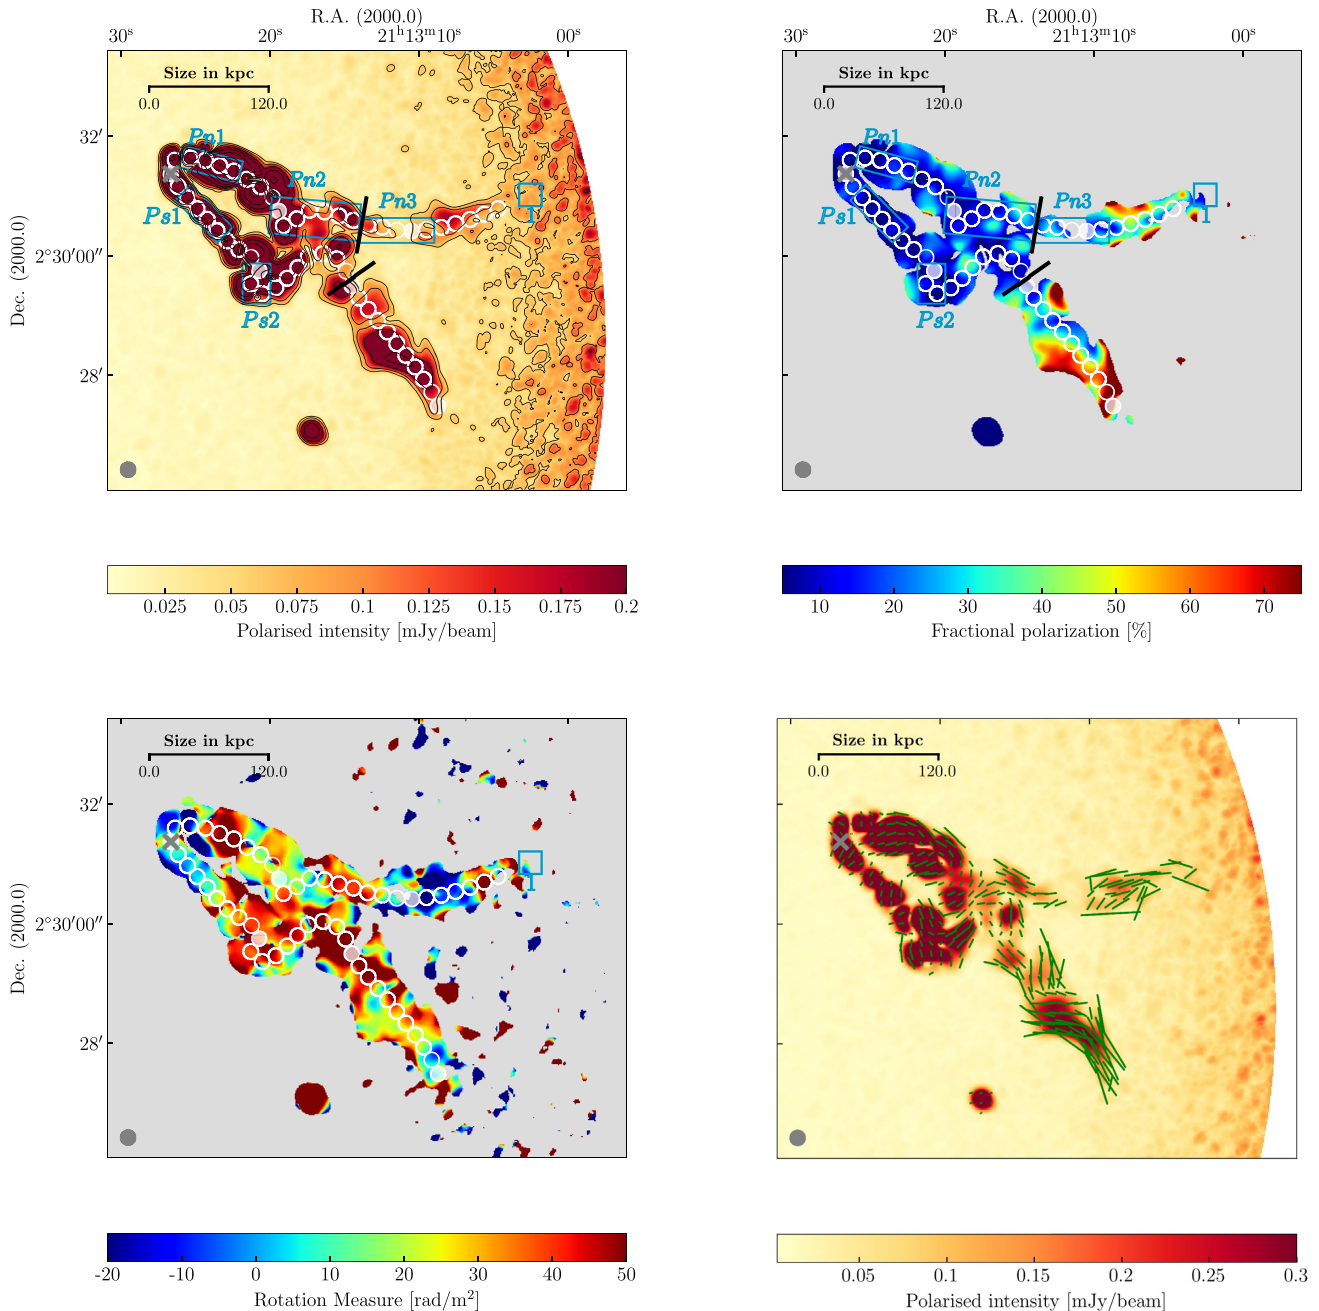 R.A. (2000.0)
30ˢ 20ˢ 21ʰ13ᵐ10ˢ 00ˢ
Size in kpc
0.0 120.0
Pn1
Pn2
Pn3
Ps1
Ps2
1
32′
2°30′00″
28′
Dec. (2000.0)
0.025 0.05 0.075 0.1 0.125 0.15 0.175 0.2
Polarised intensity [mJy/beam]
R.A. (2000.0)
30ˢ 20ˢ 21ʰ13ᵐ10ˢ 00ˢ
Size in kpc
0.0 120.0
Pn1
Pn2
Pn3
Ps1
Ps2
1
10 20 30 40 50 60 70
Fractional polarization [%]
Size in kpc
0.0 120.0
1
32′
2°30′00″
28′
Dec. (2000.0)
-20 -10 0 10 20 30 40 50
Rotation Measure [rad/m²]
Size in kpc
0.0 120.0
0.05 0.1 0.15 0.2 0.25 0.3
Polarised intensity [mJy/beam]